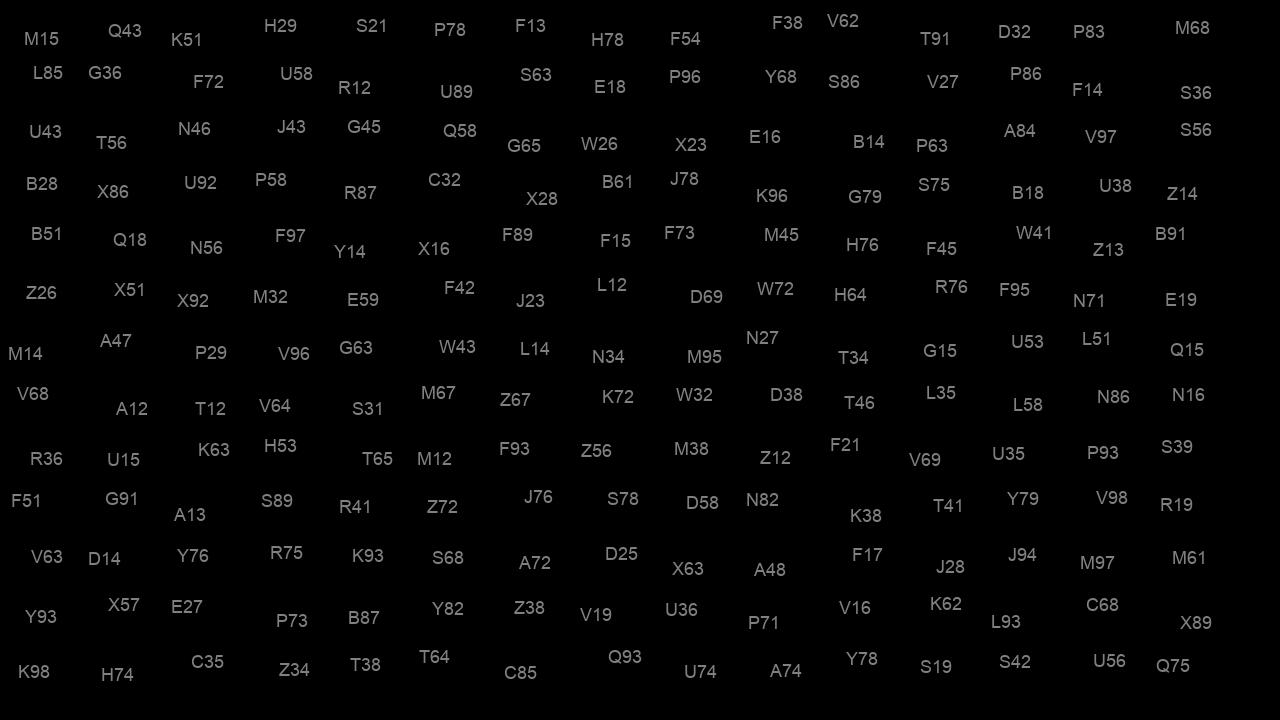 M15 Q43 K51 H29 S21 P78 F13 H78 F54 F38 V62 T91 D32 P83 M68
L85 G36 F72 U58 R12 U89 S63 E18 P96 Y68 S86 V27 P86 F14 S36
U43 T56 N46 J43 G45 Q58 G65 W26 X23 E16 B14 P63 A84 V97 S56
B28 X86 U92 P58 R87 C32 X28 B61 J78 K96 G79 S75 B18 U38 Z14
B51 Q18 N56 F97 Y14 X16 F89 F15 F73 M45 H76 F45 W41 Z13 B91
Z26 X51 X92 M32 E59 F42 J23 L12 D69 W72 H64 R76 F95 N71 E19
M14 A47 P29 V96 G63 W43 L14 N34 M95 N27 T34 G15 U53 L51 Q15
V68 A12 T12 V64 S31 M67 Z67 K72 W32 D38 T46 L35 L58 N86 N16
R36 U15 K63 H53 T65 M12 F93 Z56 M38 Z12 F21 V69 U35 P93 S39
F51 G91 A13 S89 R41 Z72 J76 S78 D58 N82 K38 T41 Y79 V98 R19
V63 D14 Y76 R75 K93 S68 A72 D25 X63 A48 F17 J28 J94 M97 M61
Y93 X57 E27 P73 B87 Y82 Z38 V19 U36 P71 V16 K62 L93 C68 X89
K98 H74 C35 Z34 T38 T64 C85 Q93 U74 A74 Y78 S19 S42 U56 Q75